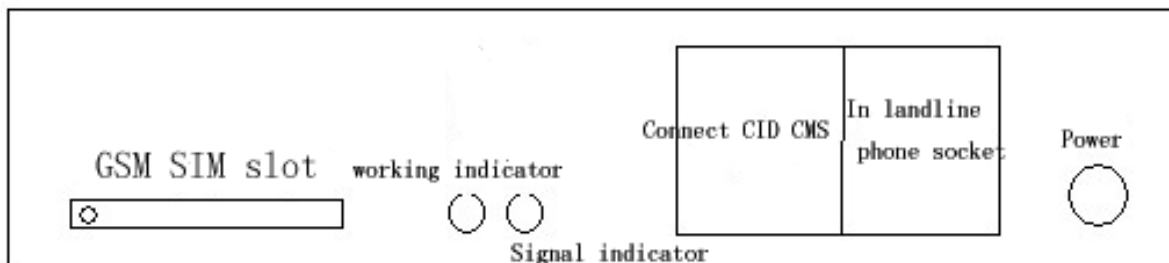 GSM SIM slot
working indicator
Signal indicator
Connect CID CMS
In landline
phone socket
Power